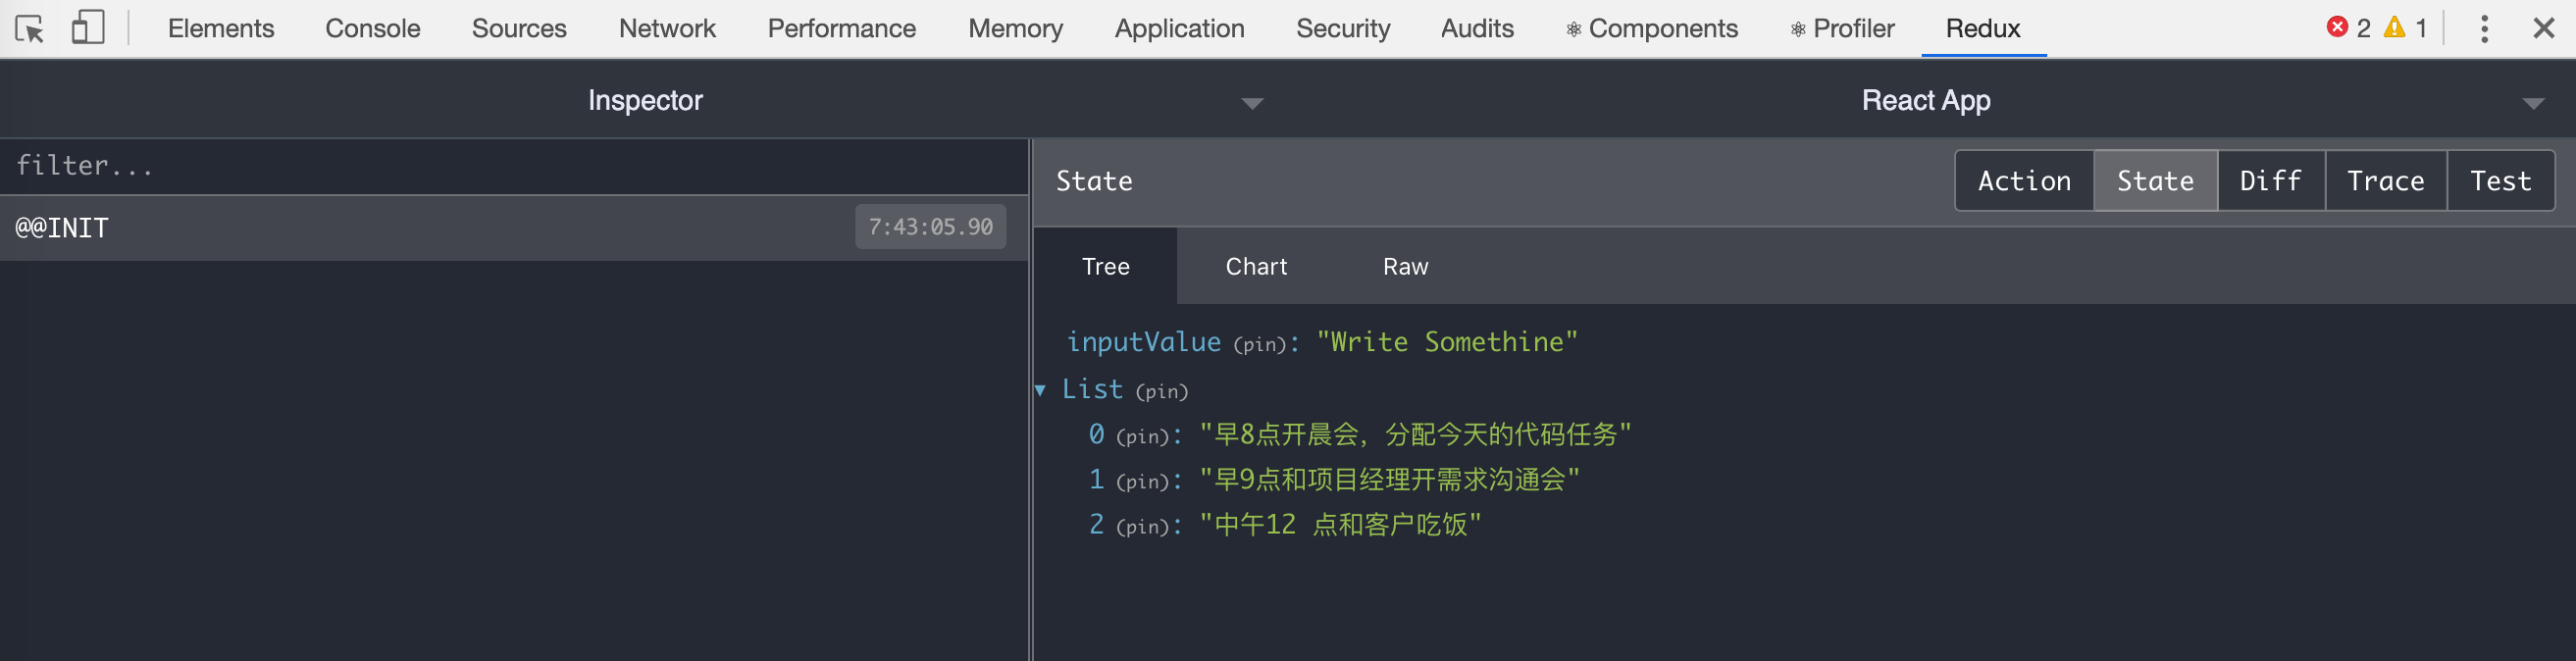 Elements Console Sources Network Performance Memory Application Security Audits Components Profiler Redux 2 1
Inspector React App
filter...
State Action State Diff Trace Test
@@INIT 7:43:05.90
Tree Chart Raw
inputValue (pin): "Write Somethine"
List (pin)
0 (pin): "早8点开晨会，分配今天的代码任务"
1 (pin): "早9点和项目经理开需求沟通会"
2 (pin): "中午12 点和客户吃饭"